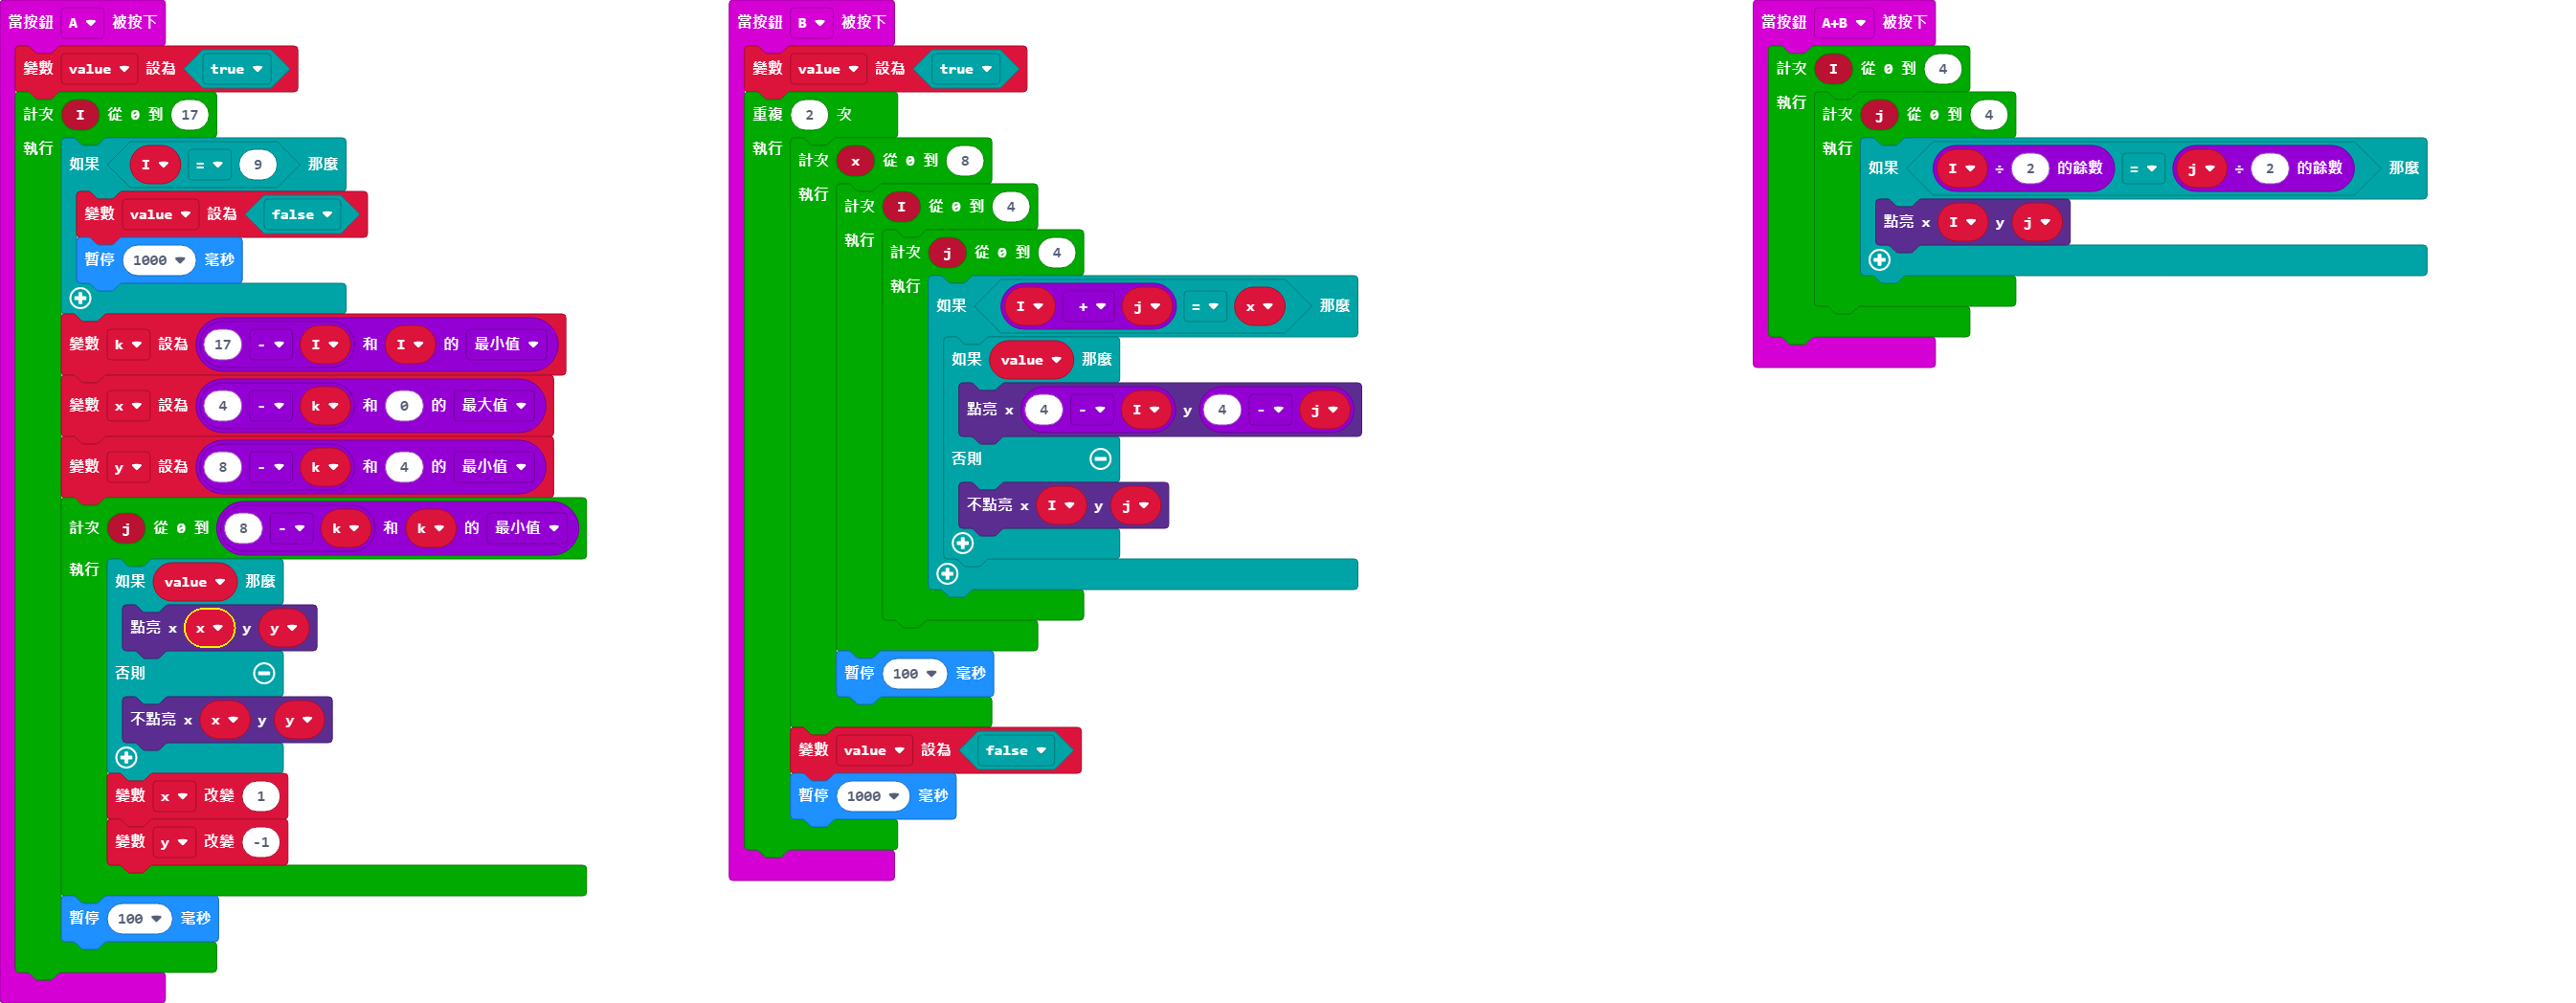 當按鈕 A 被按下
變數 value 設為 true
計次 I 從 0 到 17
執行
如果 I = 9 那麼
變數 value 設為 false
暫停 1000 毫秒
變數 k 設為 17 - I 和 I 的 最小值
變數 x 設為 4 - k 和 0 的 最大值
變數 y 設為 8 - k 和 4 的 最小值
計次 j 從 0 到 8 - k 和 k 的 最小值
執行
如果 value 那麼
點亮 x x y y
否則
不點亮 x x y y
變數 x 改變 1
變數 y 改變 -1
暫停 100 毫秒
當按鈕 B 被按下
變數 value 設為 true
重複 2 次
執行
計次 x 從 0 到 8
執行
計次 I 從 0 到 4
執行
計次 j 從 0 到 4
執行
如果 I + j = x 那麼
如果 value 那麼
點亮 x 4 - I y 4 - j
否則
不點亮 x I y j
暫停 100 毫秒
變數 value 設為 false
暫停 1000 毫秒
當按鈕 A+B 被按下
計次 I 從 0 到 4
執行
計次 j 從 0 到 4
執行
如果 I ÷ 2 的餘數 = j ÷ 2 的餘數 那麼
點亮 x I y j